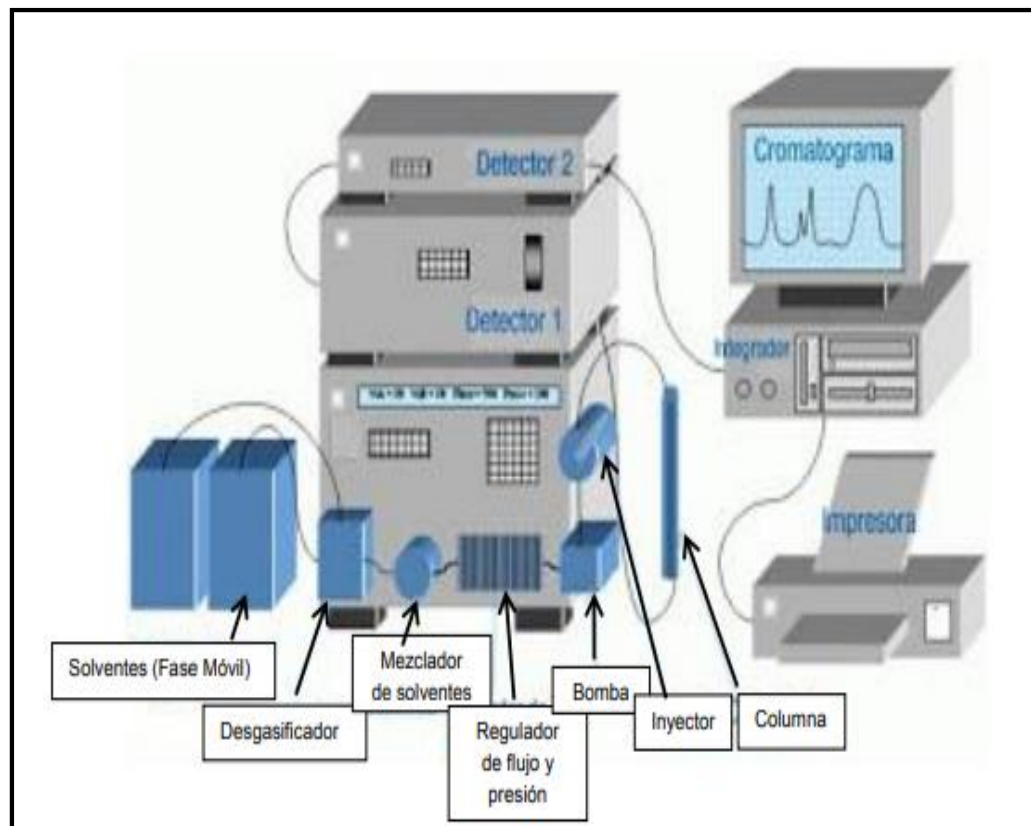 Detector 2
Cromatograma
Detector 1
Integrador
Impresora
Solventes (Fase Móvil)
Desgasificador
Mezclador
de solventes
Regulador
de flujo y
presión
Bomba
Inyector
Columna